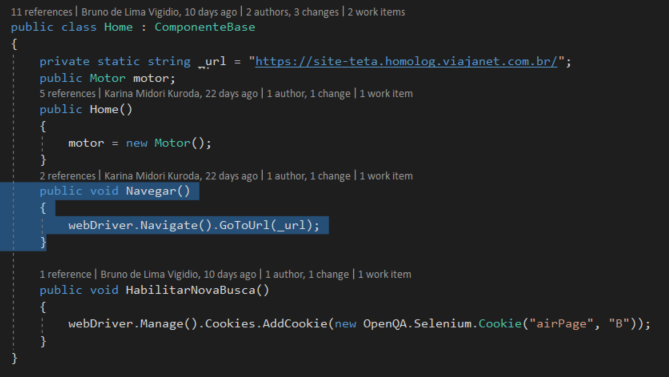 11 references | Bruno de Lima Vigidio, 10 days ago | 2 authors, 3 changes | 2 work items
public class Home : ComponenteBase
{
private static string _url = "https://site-teta.homolog.viajanet.com.br/";
public Motor motor;
5 references | Karina Midori Kuroda, 22 days ago | 1 author, 1 change | 1 work item
public Home()
{
motor = new Motor();
}
2 references | Karina Midori Kuroda, 22 days ago | 1 author, 1 change | 1 work item
public void Navegar()
{
webDriver.Navigate().GoToUrl(_url);
}
1 reference | Bruno de Lima Vigidio, 10 days ago | 1 author, 1 change | 1 work item
public void HabilitarNovaBusca()
{
webDriver.Manage().Cookies.AddCookie(new OpenQA.Selenium.Cookie("airPage", "B"));
}
}